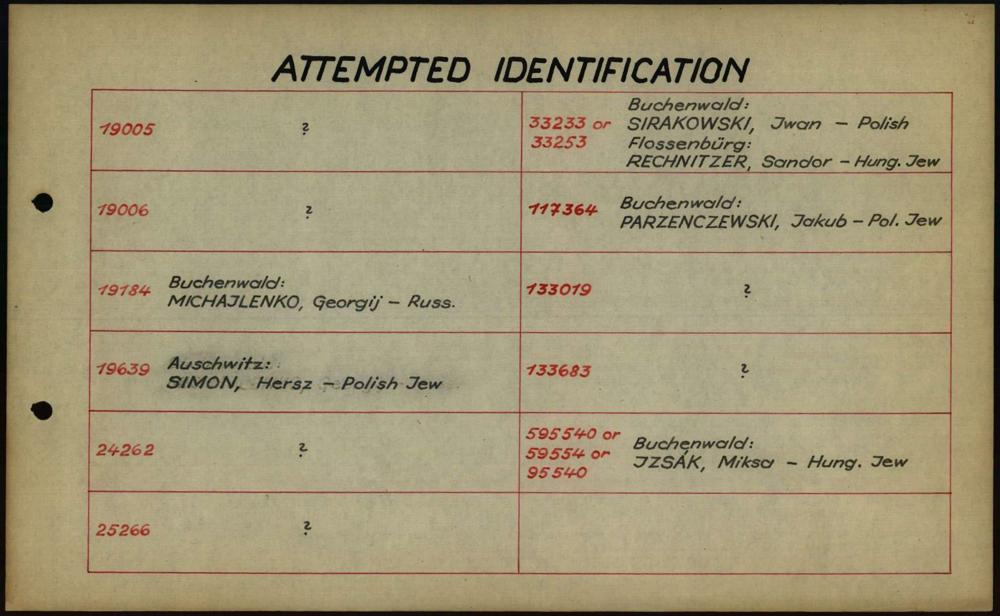 ATTEMPTED IDENTIFICATION
19005 ?
33233 or
33253
Buchenwald:
SIRAKOWSKI, Jwan – Polish
Flossenbürg:
RECHNITZER, Sandor – Hung. Jew
19006 ?
117364
Buchenwald:
PARZENCZEWSKI, Jakub – Pol. Jew
19184
Buchenwald:
MICHAJLENKO, Georgij – Russ.
133019 ?
19639
Auschwitz:
SIMON, Hersz – Polish Jew
133683 ?
24262 ?
595540 or
59554 or
95540
Buchenwald:
JZSÁK, Miksa – Hung. Jew
25266 ?